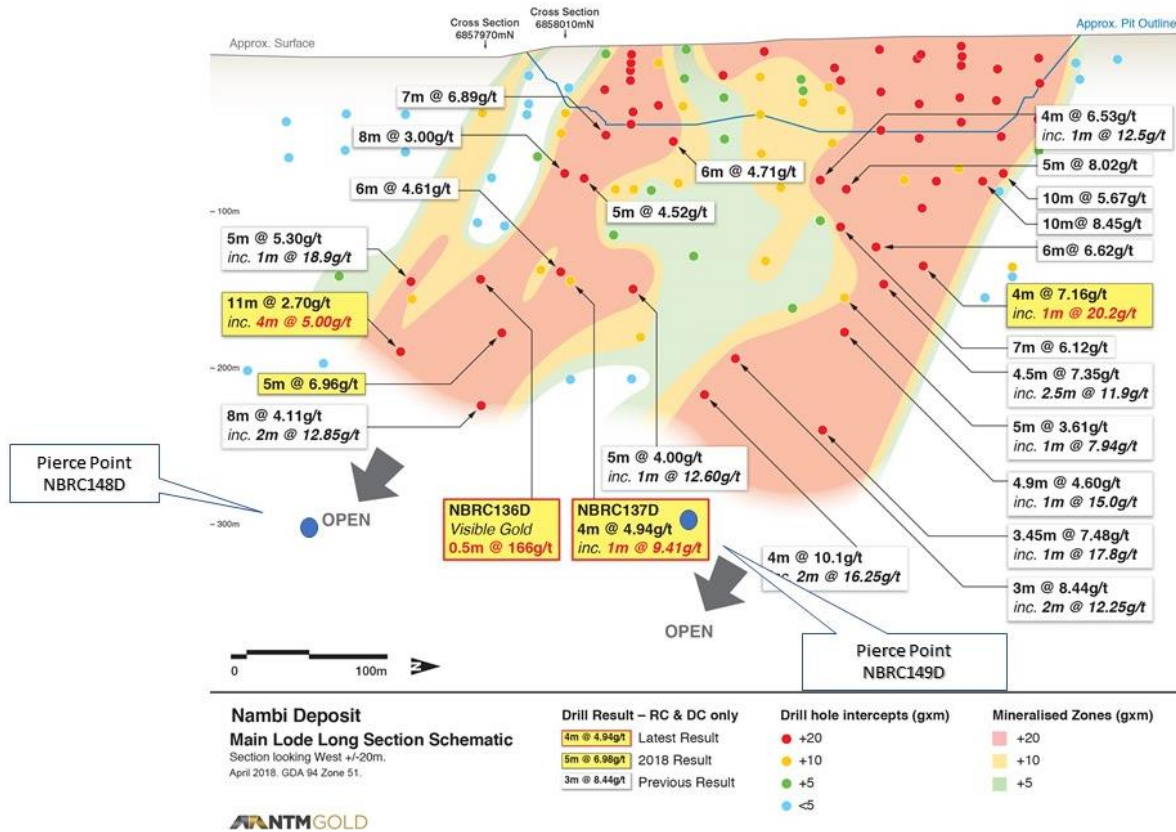 Cross Section
6857970mN
Cross Section
6858010mN
Approx. Surface
Approx. Pit Outline
7m @ 6.89g/t
8m @ 3.00g/t
6m @ 4.61g/t
5m @ 5.30g/t
inc. 1m @ 18.9g/t
11m @ 2.70g/t
inc. 4m @ 5.00g/t
5m @ 6.96g/t
8m @ 4.11g/t
inc. 2m @ 12.85g/t
6m @ 4.71g/t
5m @ 4.52g/t
4m @ 6.53g/t
inc. 1m @ 12.5g/t
5m @ 8.02g/t
10m @ 5.67g/t
10m@ 8.45g/t
6m@ 6.62g/t
4m @ 7.16g/t
inc. 1m @ 20.2g/t
7m @ 6.12g/t
4.5m @ 7.35g/t
inc. 2.5m @ 11.9g/t
5m @ 3.61g/t
inc. 1m @ 7.94g/t
4.9m @ 4.60g/t
inc. 1m @ 15.0g/t
3.45m @ 7.48g/t
inc. 1m @ 17.8g/t
3m @ 8.44g/t
inc. 2m @ 12.25g/t
5m @ 4.00g/t
inc. 1m @ 12.60g/t
4m @ 10.1g/t
2m @ 16.25g/t
NBRC136D
Visible Gold
0.5m @ 166g/t
NBRC137D
4m @ 4.94g/t
inc. 1m @ 9.41g/t
100m
200m
300m
Pierce Point
NBRC148D
OPEN
OPEN
Pierce Point
NBRC149D
0 100m
N
Nambi Deposit
Main Lode Long Section Schematic
Section looking West +/-20m.
April 2018. GDA 94 Zone 51.
NTMGOLD
Drill Result – RC & DC only
4m @ 4.94g/t Latest Result
5m @ 6.98g/t 2018 Result
3m @ 8.44g/t Previous Result
Drill hole intercepts (gxm)
+20
+10
+5
<5
Mineralised Zones (gxm)
+20
+10
+5